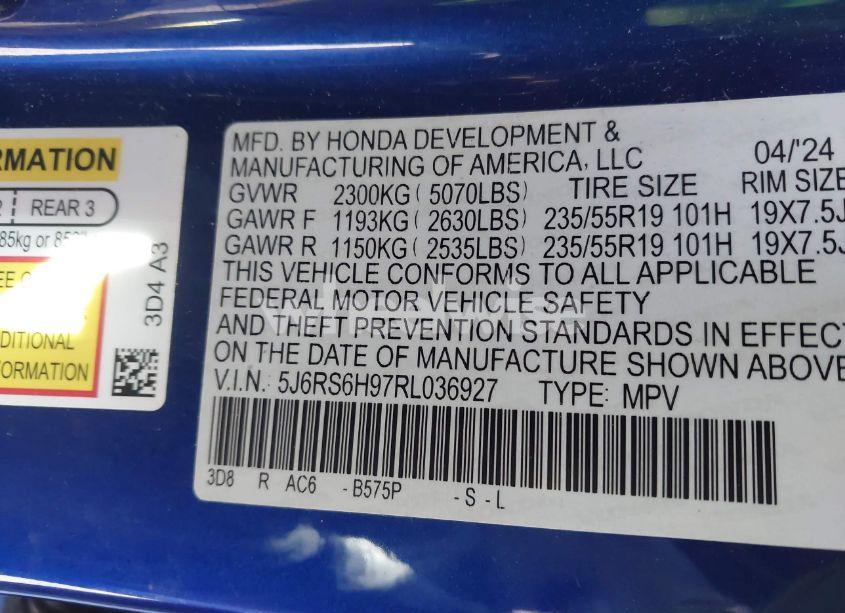 RMATION
REAR 3
85kg or 85
3D4 A3
DITIONAL
FORMATION
MFD. BY HONDA DEVELOPMENT &
MANUFACTURING OF AMERICA, LLC 04/'24
GVWR 2300KG ( 5070LBS) TIRE SIZE RIM SIZE
GAWR F 1193KG ( 2630LBS) 235/55R19 101H 19X7.5J
GAWR R 1150KG ( 2535LBS) 235/55R19 101H 19X7.5J
THIS VEHICLE CONFORMS TO ALL APPLICABLE
FEDERAL MOTOR VEHICLE SAFETY
AND THEFT PREVENTION STANDARDS IN EFFECT
ON THE DATE OF MANUFACTURE SHOWN ABOVE
V.I.N.: 5J6RS6H97RL036927 TYPE: MPV
3D8 R AC6 - B575P - S - L